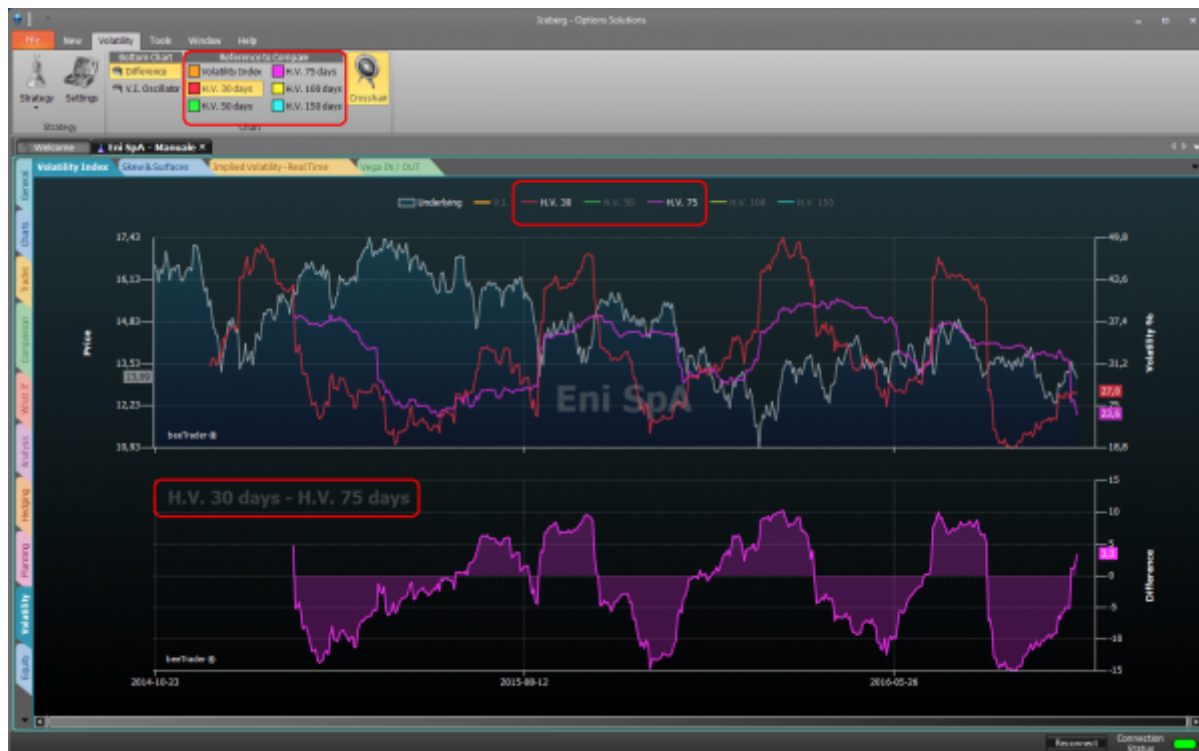 Iceberg - Options Solutions
File New Volatility Tools Window Help
Bottom Chart Reference to Compare
Difference Volatility Index H.V. 75 days
V.I. Oscillator H.V. 30 days H.V. 100 days
H.V. 50 days H.V. 150 days
Strategy Settings Crosshair
Strategy Chart
Welcome Eni SpA - Manuale
Volatility Index Skew & Surfaces Implied Volatility - Real Time Vega IN / OUT
General
Charts
Trades
Comparison
What if
Analysis
Hedging
Planning
Volatility
Equity
Underlying V.I. H.V. 30 H.V. 50 H.V. 75 H.V. 100 H.V. 150
17,43 49,8
16,13 43,6
14,83 37,4
13,53 31,2
13,09
27,0
12,23 25
23,6
10,93 18,8
Price
Volatility %
Eni SpA
beeTrader ®
H.V. 30 days - H.V. 75 days
15
10
5
3,3
0
-5
-10
-15
Difference
beeTrader ®
2014-10-23 2015-08-12 2016-05-26
Reconnect Connection Status